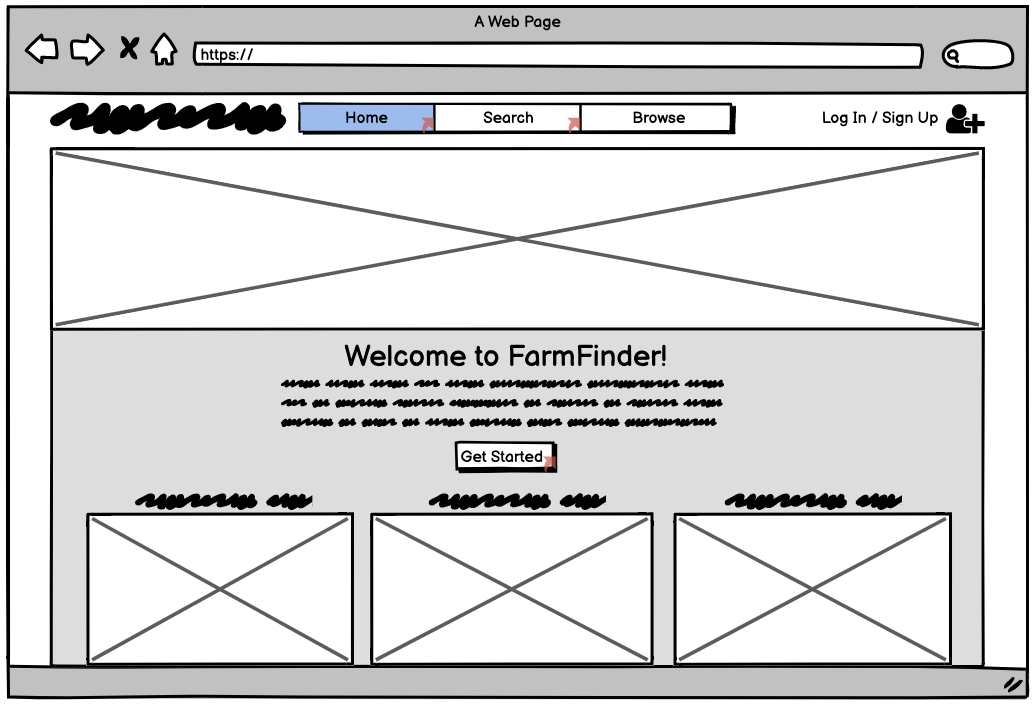 A Web Page
https://
Home Search Browse Log In / Sign Up
Welcome to FarmFinder!
Get Started